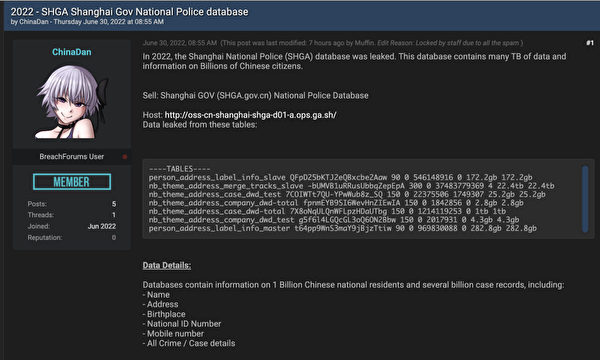 2022 - SHGA Shanghai Gov National Police database
by ChinaDan - Thursday June 30, 2022 at 08:55 AM
ChinaDan
BreachForums User
MEMBER
Posts: 5
Threads: 1
Joined: Jun 2022
Reputation: 0
June 30, 2022, 08:55 AM (This post was last modified: 7 hours ago by Muffin. Edit Reason: Locked by staff due to all the spam ) #1
In 2022, the Shanghai National Police (SHGA) database was leaked. This database contains many TB of data and
information on Billions of Chinese citizens.
Sell: Shanghai GOV (SHGA.gov.cn) National Police Database
Host: http://oss-cn-shanghai-shga-d01-a.ops.ga.sh/
Data leaked from these tables:
----TABLES----
person_address_label_info_slave QFpD25bKTJ2eQBxcbeZAaw 90 0 546148916 0 172.2gb 172.2gb
nb_theme_address_merge_tracks_slave -bUMVB1uRRusUbbqZepEpA 300 0 37483779369 4 22.4tb 22.4tb
nb_theme_address_case_dwd_test 7COIWTt7QU-YPwWub8z_SQ 150 0 22375506 1749307 25.2gb 25.2gb
nb_theme_address_company_dwd-total fpnmEYB9SI6WevHnZIEwIA 150 0 1842856 0 2.8gb 2.8gb
nb_theme_address_case_dwd-total 7X8oNqULQnWFLpzHDaUTbg 150 0 1214119253 0 1tb 1tb
nb_theme_address_company_dwd_test g5f6l4LGQcGL3oQ6ON2Bbw 150 0 2017931 0 4.3gb 4.3gb
person_address_label_info_master t64pp9WnS3maY9jBjzTtiw 90 0 969830088 0 282.8gb 282.8gb
Data Details:
Databases contain information on 1 Billion Chinese national residents and several billion case records, including:
- Name
- Address
- Birthplace
- National ID Number
- Mobile number
- All Crime / Case details